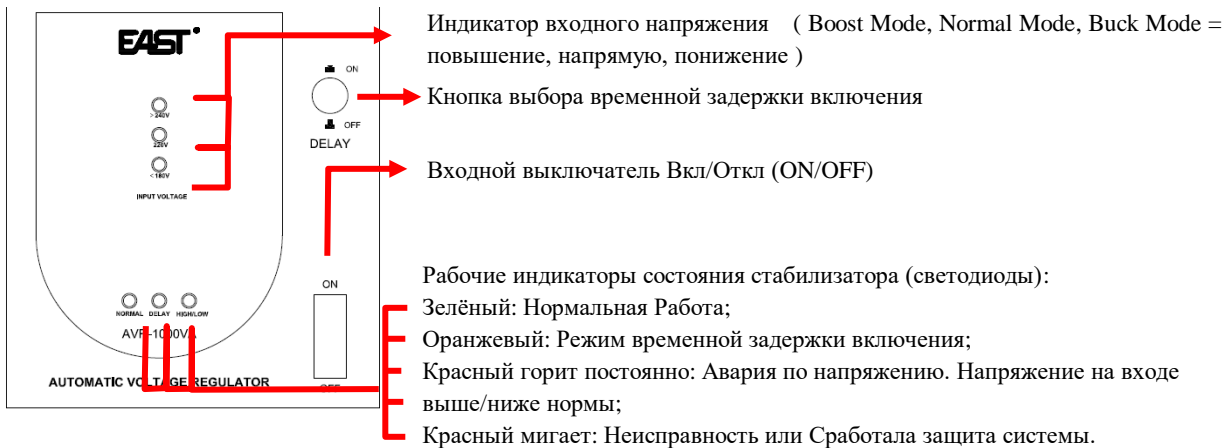 EAST
> 240V
220V
< 180V
INPUT VOLTAGE
ON
OFF
DELAY
ON
NORMAL DELAY HIGH/LOW
AVR-1000VA
AUTOMATIC VOLTAGE REGULATOR
OFF
Индикатор входного напряжения ( Boost Mode, Normal Mode, Buck Mode =
повышение, напрямую, понижение )
Кнопка выбора временной задержки включения
Входной выключатель Вкл/Откл (ON/OFF)
Рабочие индикаторы состояния стабилизатора (светодиоды):
Зелёный: Нормальная Работа;
Оранжевый: Режим временной задержки включения;
Красный горит постоянно: Авария по напряжению. Напряжение на входе
выше/ниже нормы;
Красный мигает: Неисправность или Сработала защита системы.